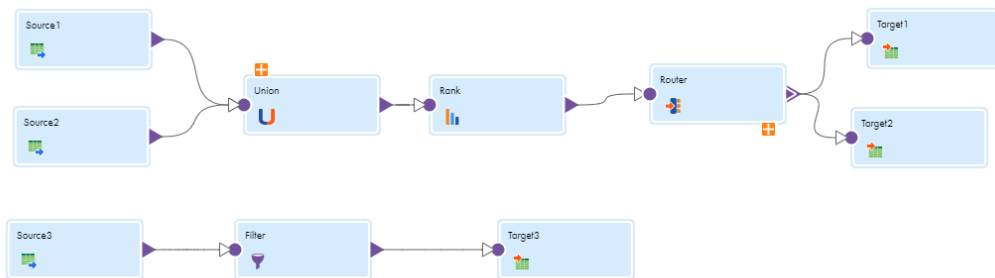 Source1
Target1
Union
Rank
Router
Source2
Target2
Source3
Filter
Target3